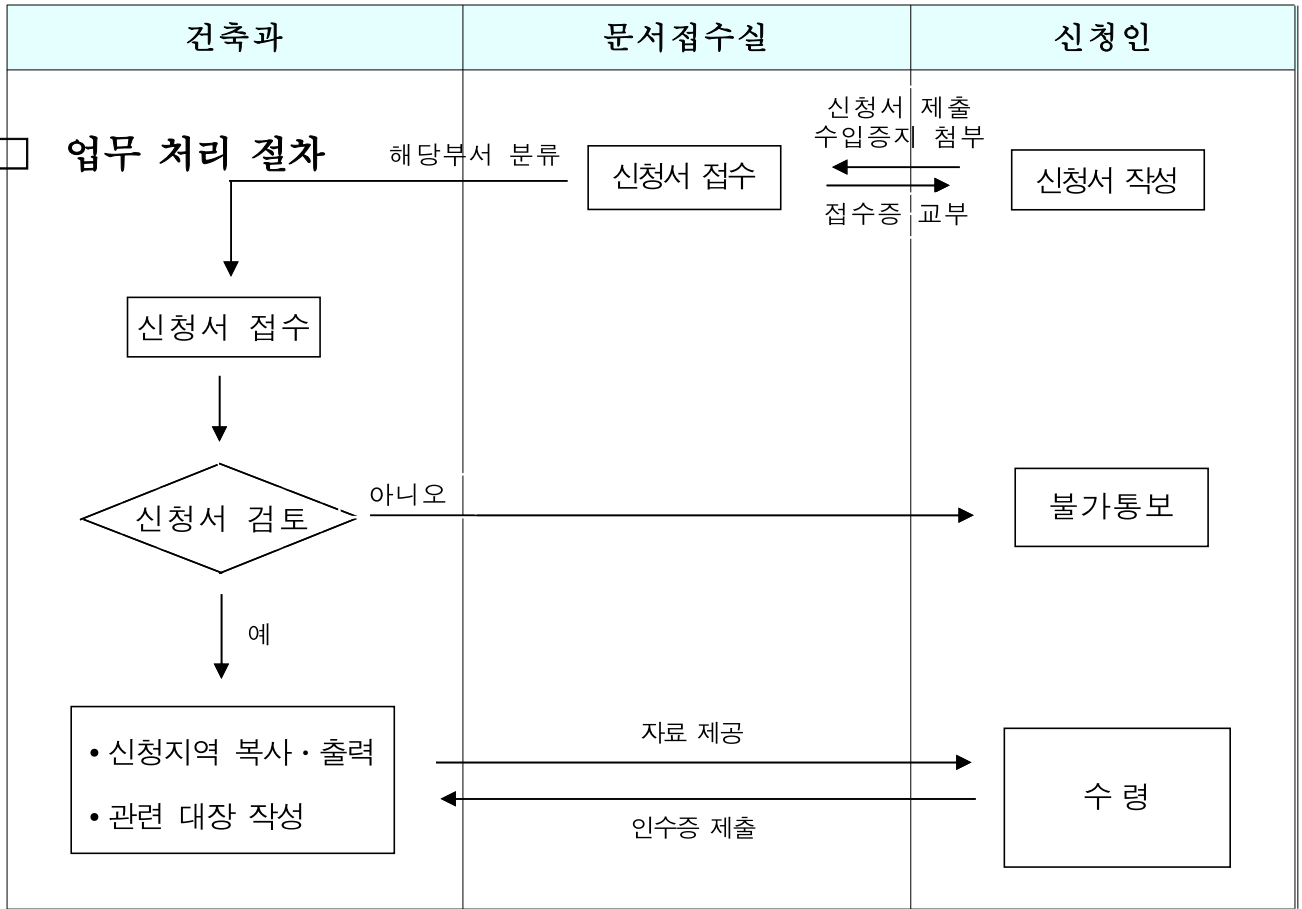 건축과 문서접수실 신청인
업무 처리 절차
해당부서 분류
신청서 접수
신청서 제출
수입증지 첨부
접수증 교부
신청서 작성
신청서 접수
신청서 검토
아니오
불가통보
예
• 신청지역 복사·출력
• 관련 대장 작성
자료 제공
인수증 제출
수 령